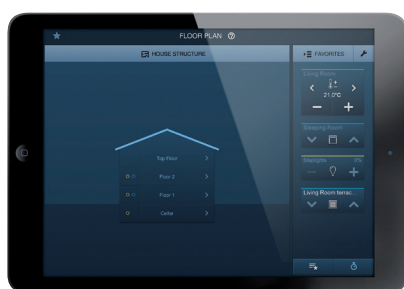 FLOOR PLAN
HOUSE STRUCTURE
FAVORITES
Living Room
21.0°C
Sleeping Room
Top Floor
Floor 2
Floor 1
Cellar
0%
Living Room terrac.